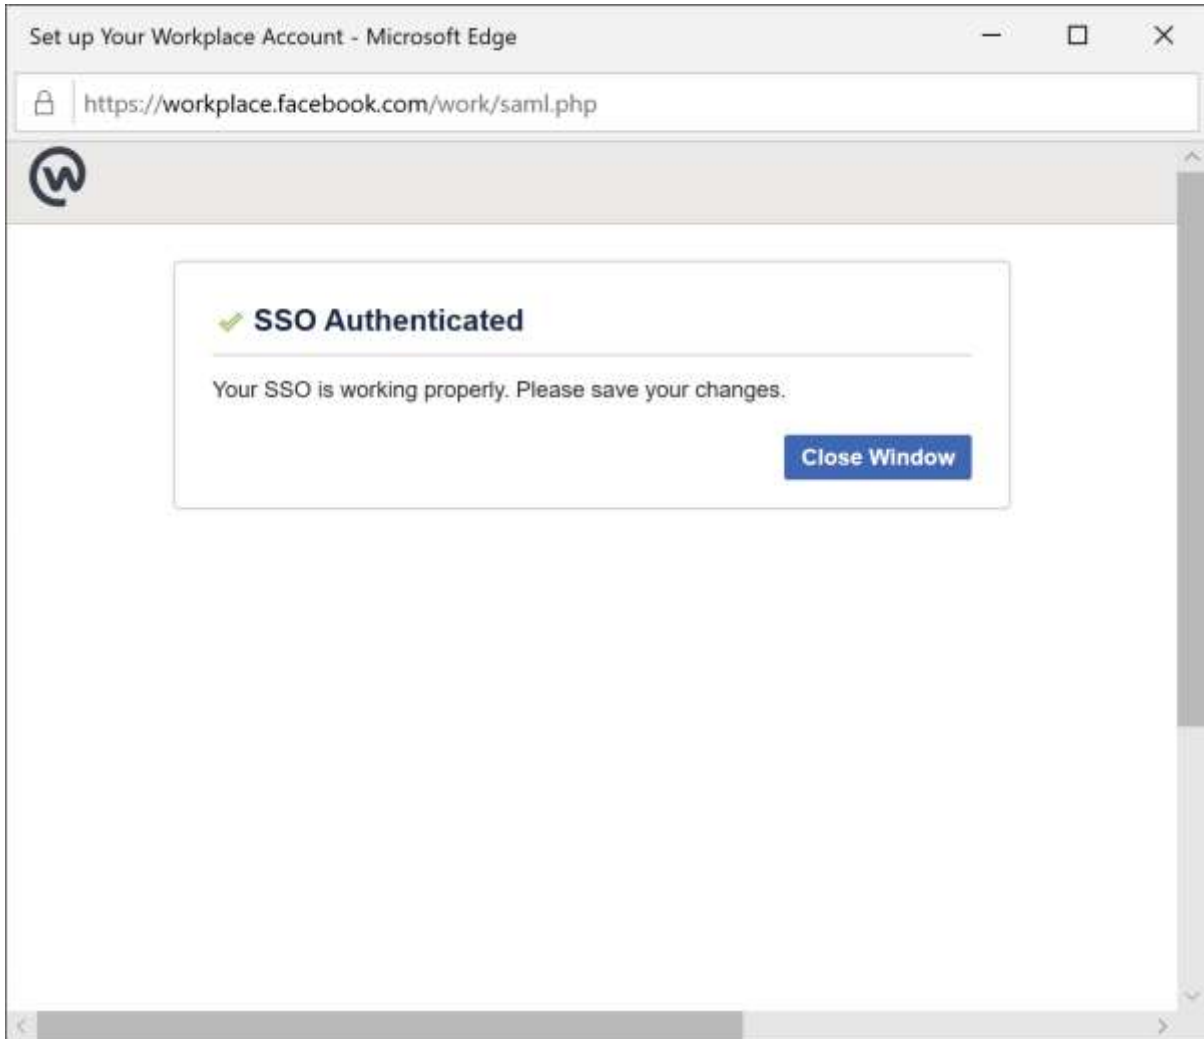 Set up Your Workplace Account - Microsoft Edge
https://workplace.facebook.com/work/saml.php
SSO Authenticated
Your SSO is working properly. Please save your changes.
Close Window